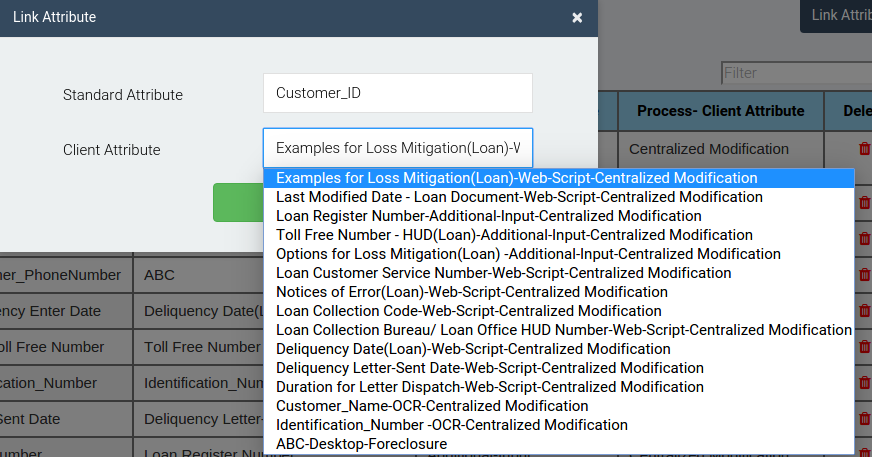 Link Attribute ×
Link Attrib
Filter
Standard Attribute Customer_ID
Process- Client Attribute Dele
Client Attribute Examples for Loss Mitigation(Loan)-W
Centralized Modification
Examples for Loss Mitigation(Loan)-Web-Script-Centralized Modification
Last Modified Date - Loan Document-Web-Script-Centralized Modification
Loan Register Number-Additional-Input-Centralized Modification
Toll Free Number - HUD(Loan)-Additional-Input-Centralized Modification
Options for Loss Mitigation(Loan) -Additional-Input-Centralized Modification
Loan Customer Service Number-Web-Script-Centralized Modification
Notices of Error(Loan)-Web-Script-Centralized Modification
Loan Collection Code-Web-Script-Centralized Modification
Loan Collection Bureau/ Loan Office HUD Number-Web-Script-Centralized Modification
Deliquency Date(Loan)-Web-Script-Centralized Modification
Deliquency Letter-Sent Date-Web-Script-Centralized Modification
Duration for Letter Dispatch-Web-Script-Centralized Modification
Customer_Name-OCR-Centralized Modification
Identification_Number -OCR-Centralized Modification
ABC-Desktop-Foreclosure
ner_PhoneNumber ABC
ency Enter Date Deliquency Date(L
oll Free Number Toll Free Number
cation_Number Identification_Num
Sent Date Deliquency Letter-
umber Loan Register Number